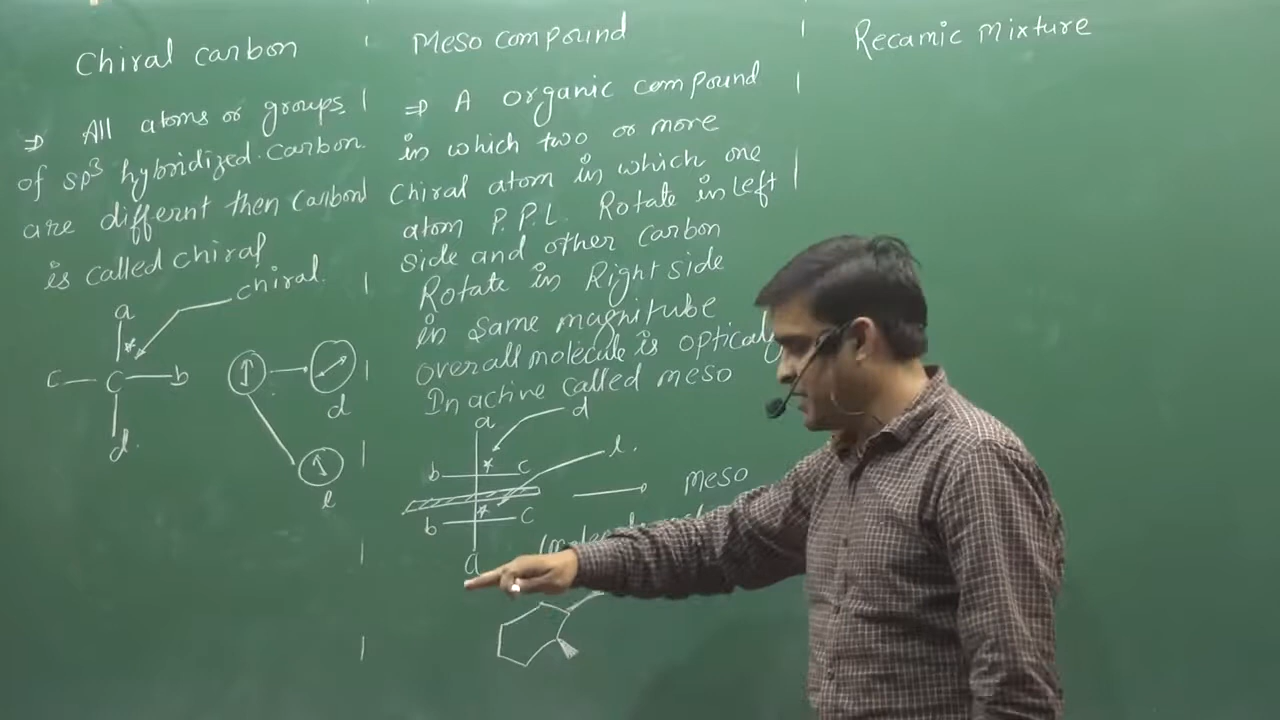 Chiral carbon
⇒ All atoms or groups
of sp³ hybridized carbon
are differnt then carbon
is called chiral
chiral.
a
*
c C b
d
d
l
Meso compound
⇒ A organic compound
in which two or more
chiral atom in which one
atom P.P.L. Rotate in left
side and other carbon
Rotate in Right side
in same magnitube
overall molecule is optically
In active called meso
a d
b * c l.
meso
b * c
a
Recamic mixture